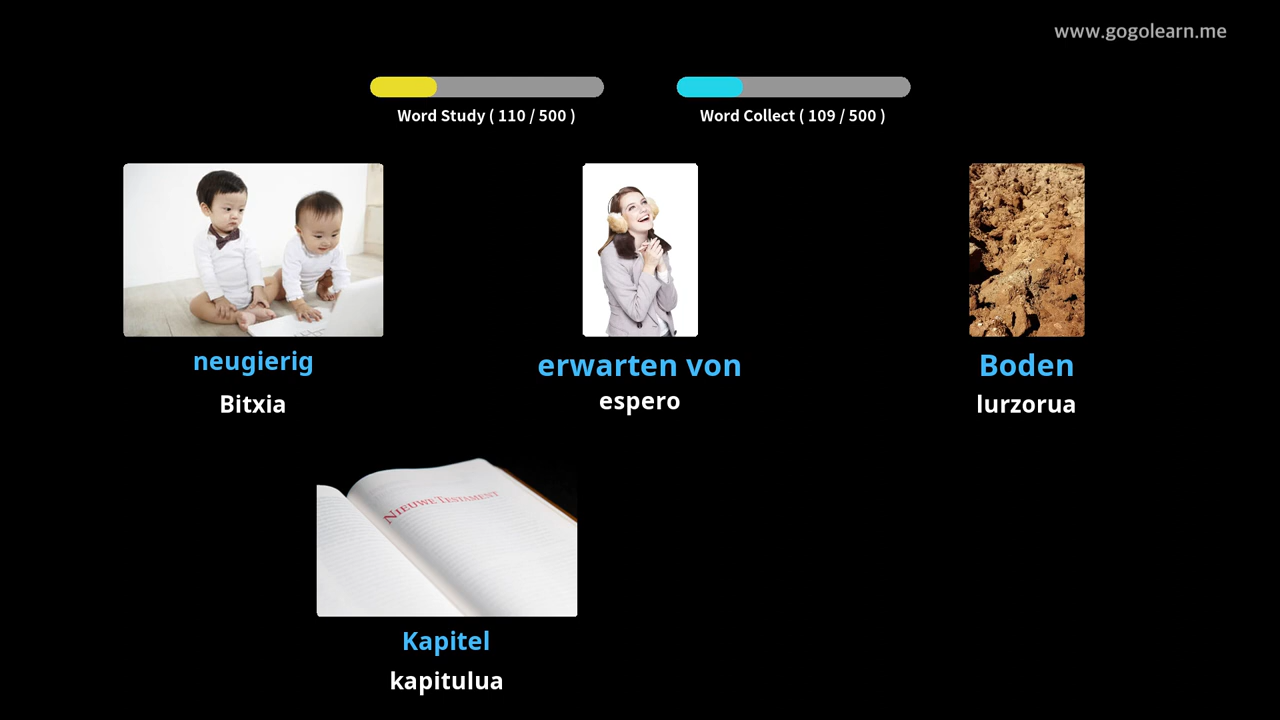 www.gogolearn.me
Word Study ( 110 / 500 )
Word Collect ( 109 / 500 )
neugierig
Bitxia
erwarten von
espero
Boden
lurzorua
NIEUWE TESTAMENT
Kapitel
kapitulua